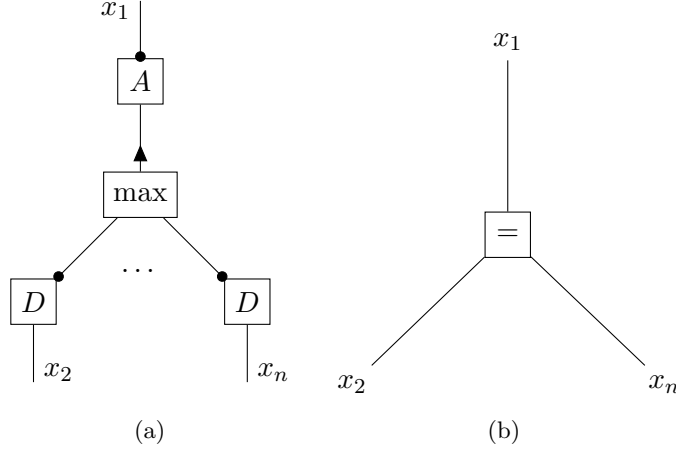 x₁
A
max
...
D
D
x₂
xₙ
(a)
x₁
=
x₂
xₙ
(b)